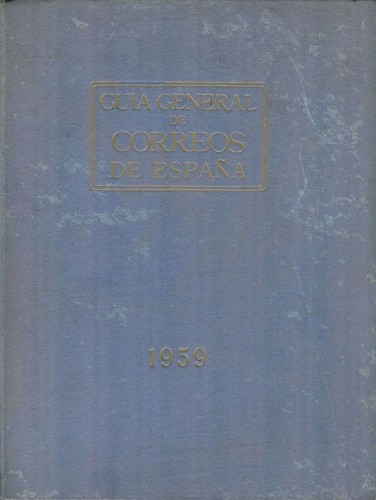 GUIA GENERAL
DE
CORREOS
DE ESPAÑA
1959